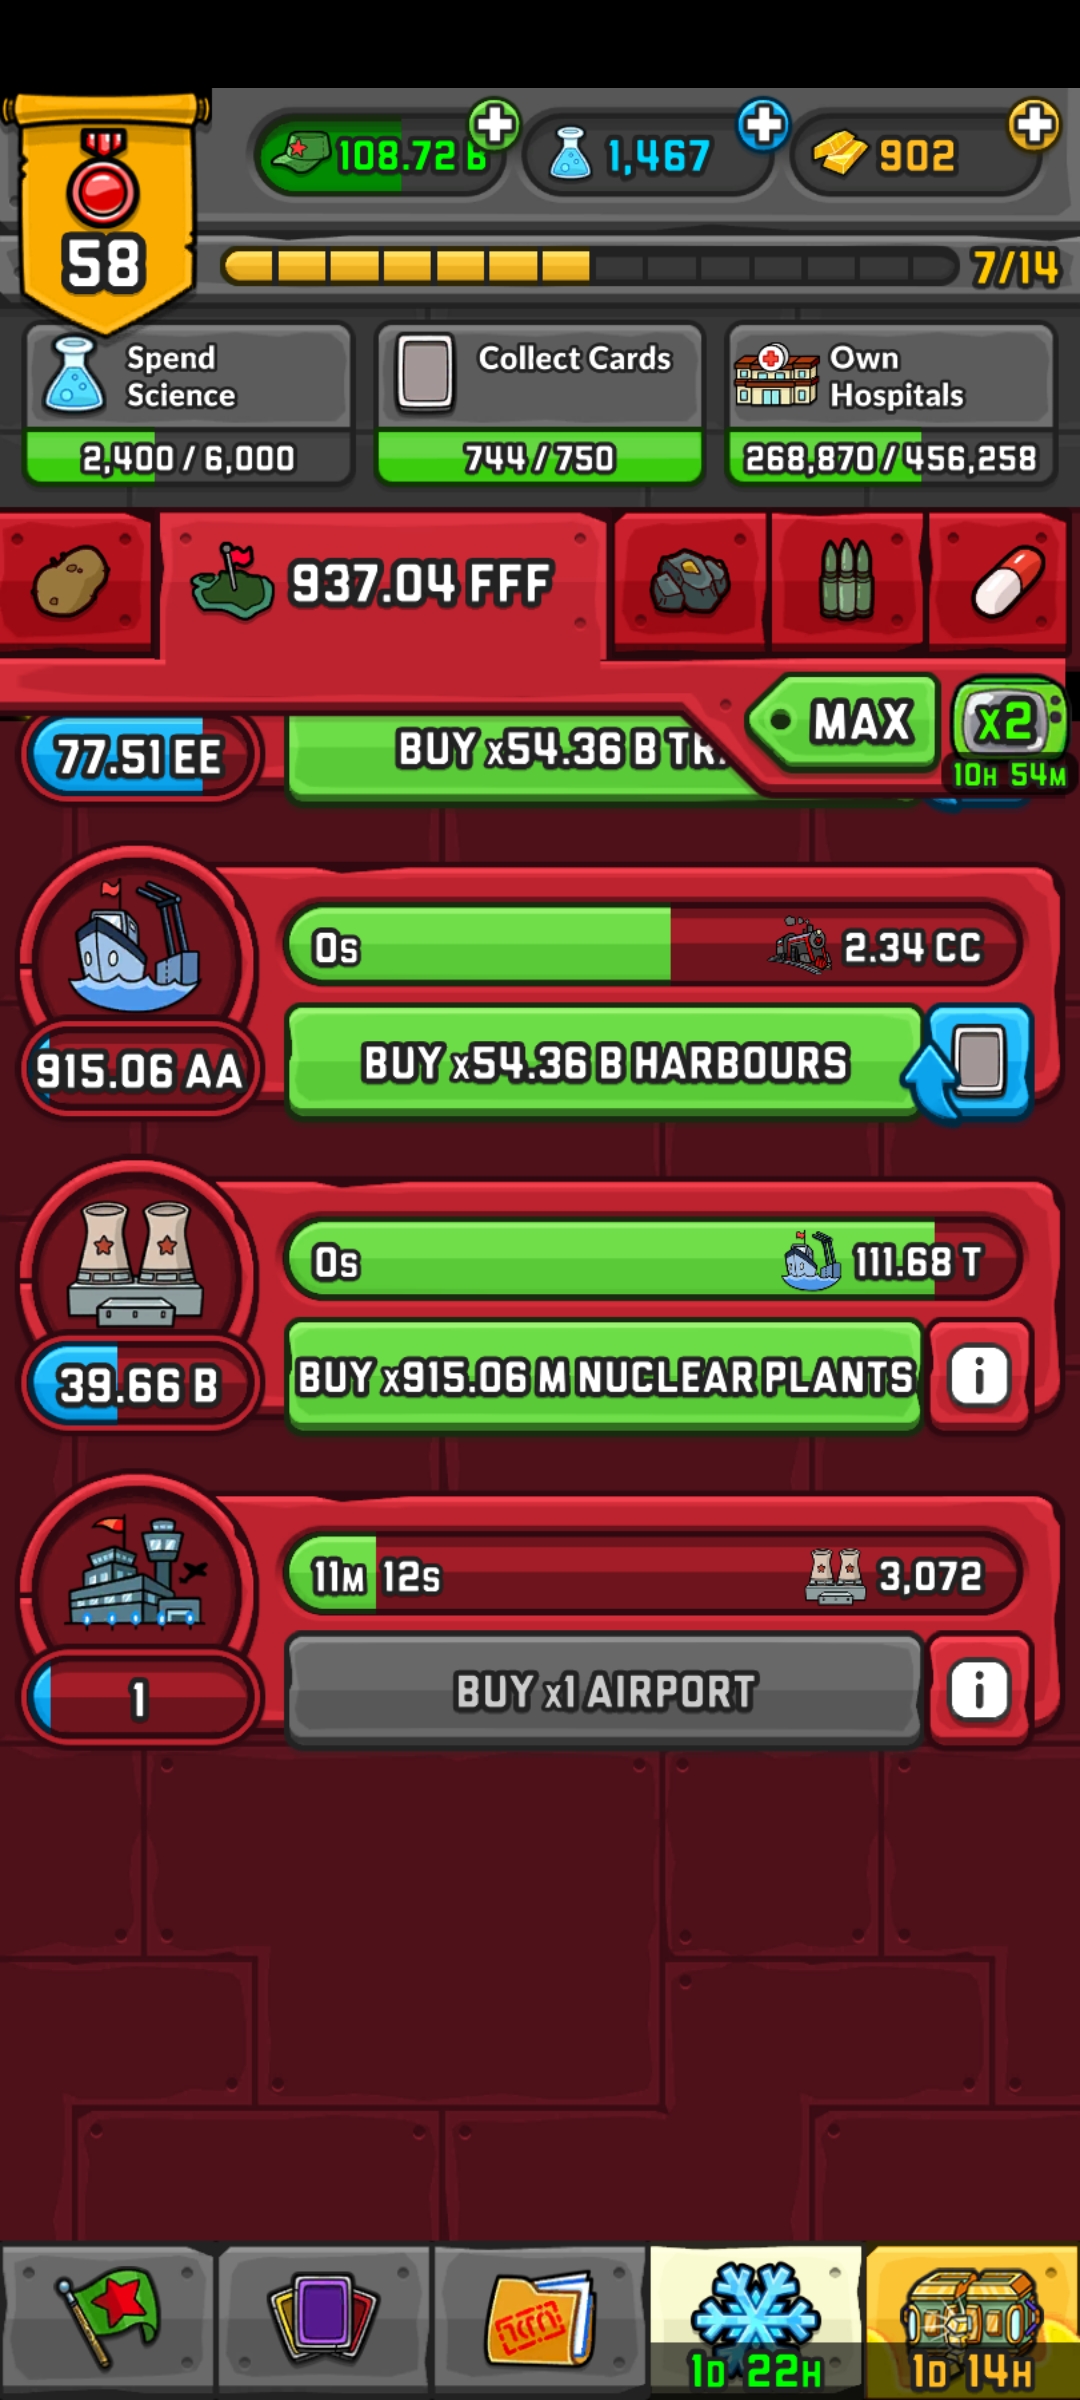 58
108.72 B
1,467
902
7/14
Spend
Science
2,400 / 6,000
Collect Cards
744 / 750
Own
Hospitals
268,870 / 456,258
937.04 FFF
MAX
x2
10H 54M
77.51 EE
BUY x54.36 B
0s
2.34 CC
915.06 AA
BUY x54.36 B HARBOURS
0s
111.68 T
39.66 B
BUY x915.06 M NUCLEAR PLANTS
11M 12s
3,072
1
BUY x1 AIRPORT
1D 22H
1D 14H